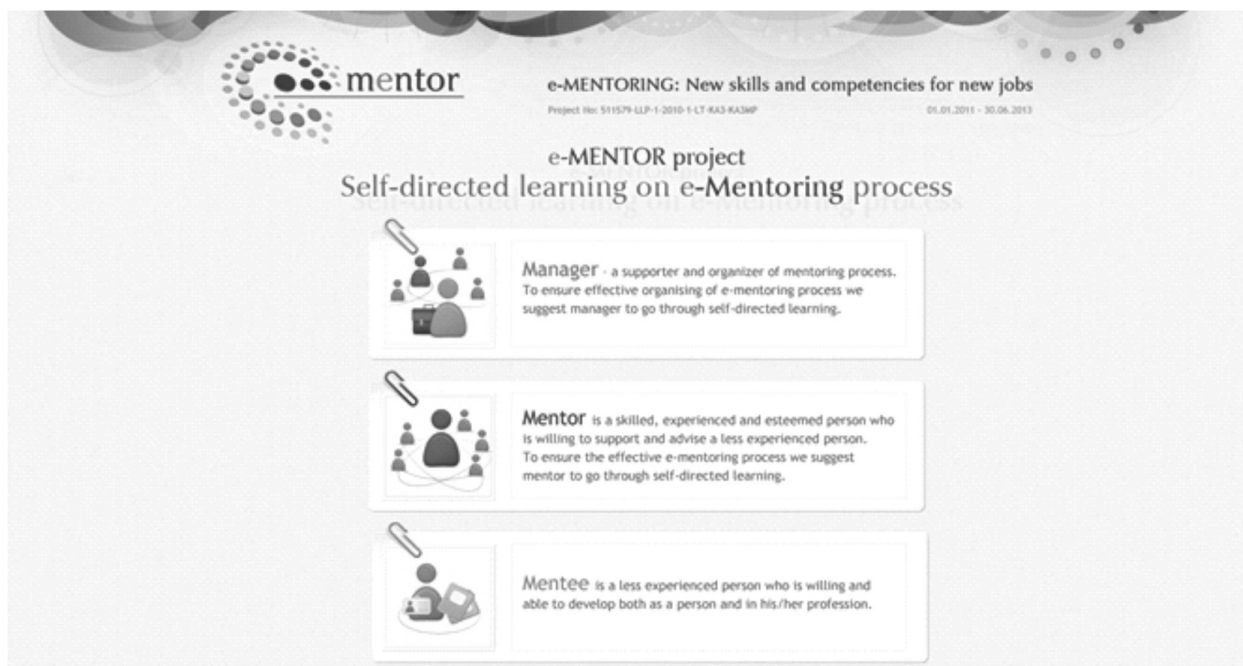 mentor
e-MENTORING: New skills and competencies for new jobs
Project No: 511579-LLP-1-2010-1-LT-KA3-KA3MP 01.01.2011 - 30.06.2013
e-MENTOR project
Self-directed learning on e-Mentoring process
Manager - a supporter and organizer of mentoring process.
To ensure effective organising of e-mentoring process we
suggest manager to go through self-directed learning.
Mentor is a skilled, experienced and esteemed person who
is willing to support and advise a less experienced person.
To ensure the effective e-mentoring process we suggest
mentor to go through self-directed learning.
Mentee is a less experienced person who is willing and
able to develop both as a person and in his/her profession.